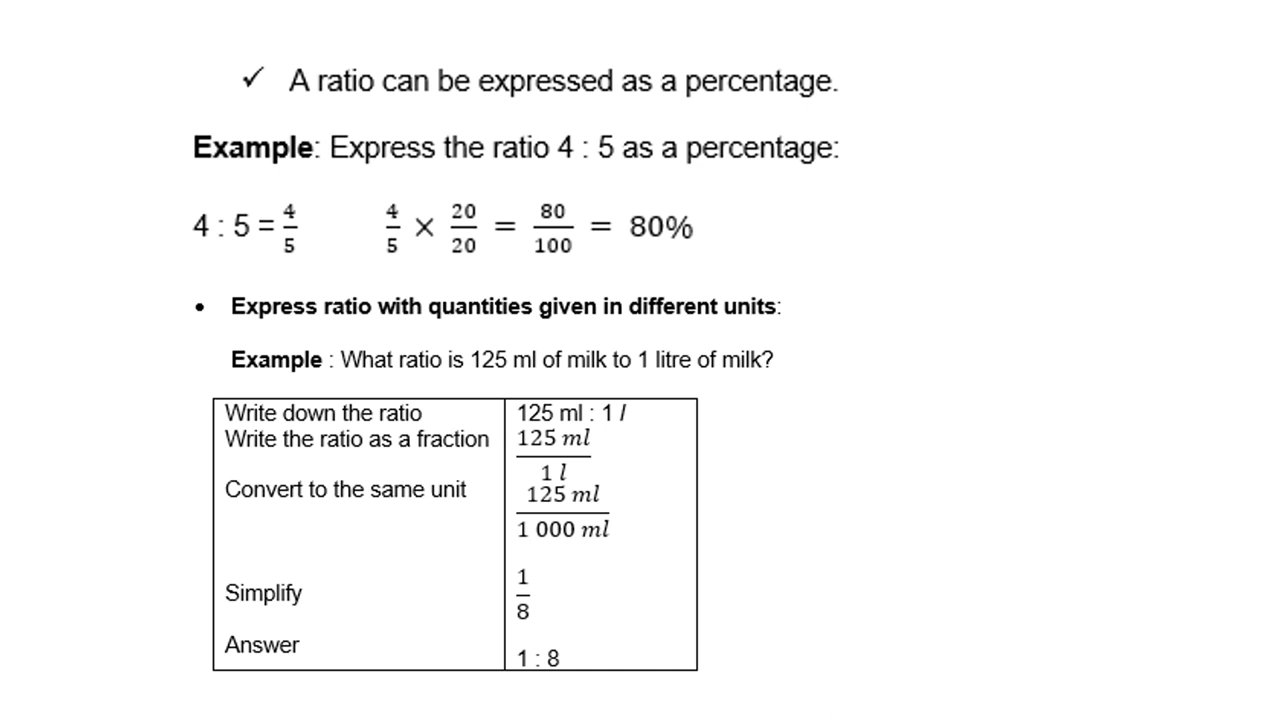 ✓ A ratio can be expressed as a percentage.
Example: Express the ratio 4 : 5 as a percentage:
4 : 5 = 4/5    4/5 × 20/20 = 80/100 = 80%
• Express ratio with quantities given in different units:
Example : What ratio is 125 ml of milk to 1 litre of milk?
Write down the ratio    125 ml : 1 l
Write the ratio as a fraction    125 ml / 1 l
Convert to the same unit    125 ml / 1 000 ml
Simplify    1/8
Answer    1 : 8